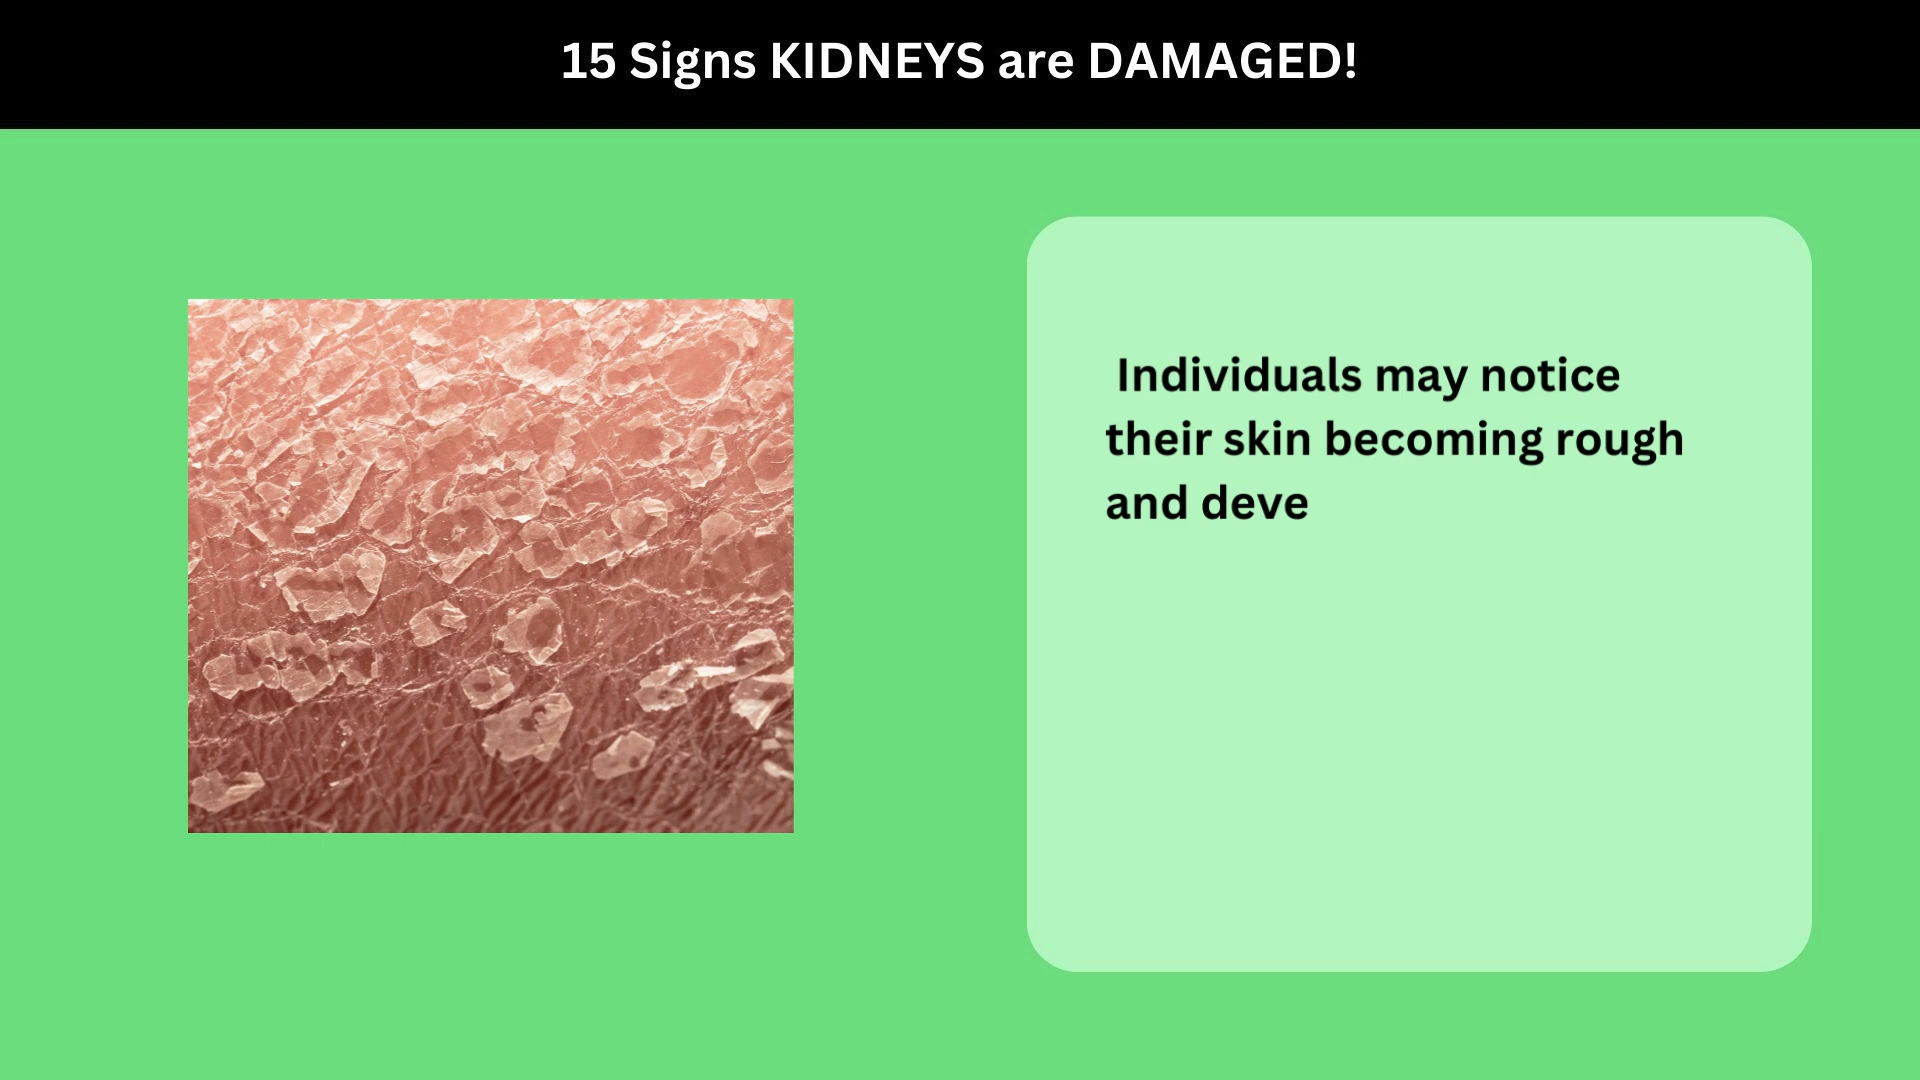 15 Signs KIDNEYS are DAMAGED!
Individuals may notice
their skin becoming rough
and deve